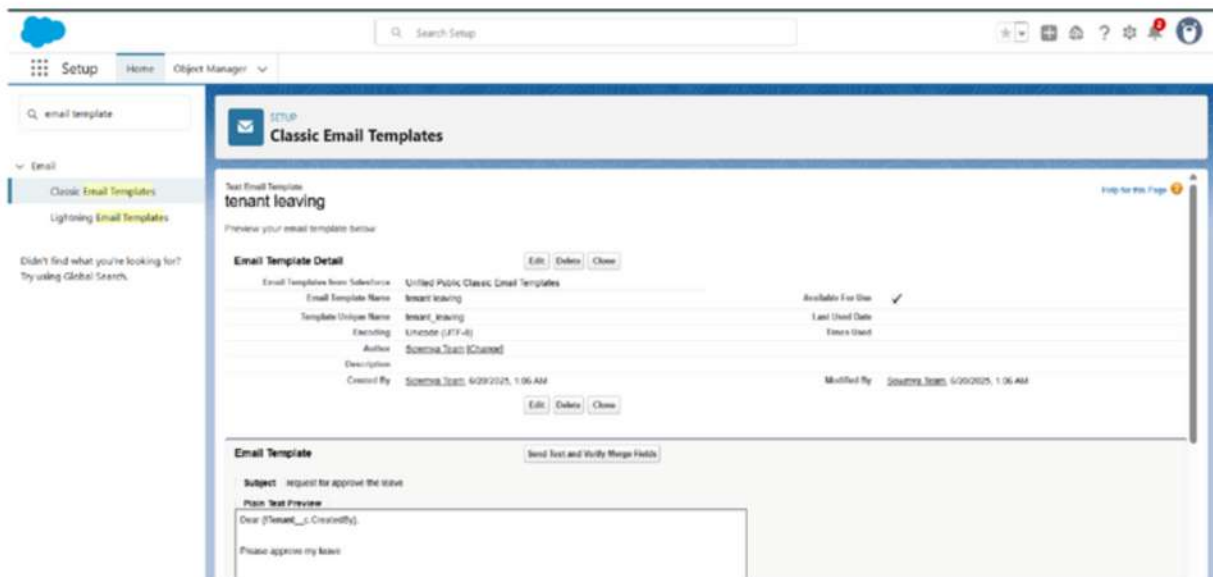 Search Setup
2
Setup Home Object Manager
email template
SETUP
Classic Email Templates
Email
Classic Email Templates
Lightning Email Templates
Didn't find what you're looking for?
Try using Global Search.
Text Email Template
tenant leaving
Help for this Page
Preview your email template below.
Email Template Detail
Edit Delete Close
Email Templates from Salesforce Unfiled Public Classic Email Templates
Email Template Name tenant leaving Available For Use ✓
Template Unique Name tenant_leaving Last Used Date
Encoding Unicode (UTF-8) Times Used
Author Team [Change]
Description
Created By Team, 6/20/2025, 1:06 AM Modified By Team, 6/20/2025, 1:06 AM
Edit Delete Close
Email Template Send Test and Verify Merge Fields
Subject request for approve the leave
Plain Text Preview
Dear {!Tenant__c.CreatedBy},
Please approve my leave